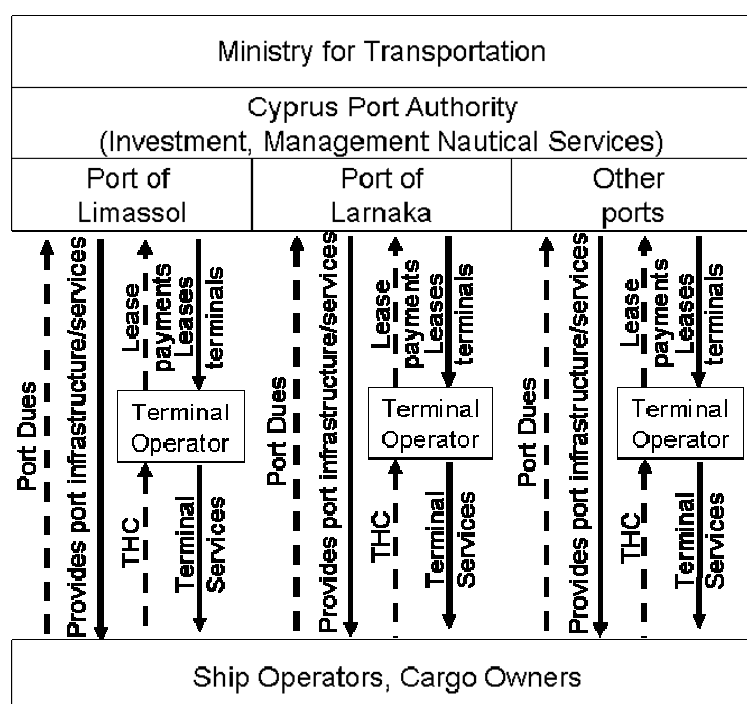 Ministry for Transportation
Cyprus Port Authority
(Investment, Management Nautical Services)
Port of
Limassol
Port of
Larnaka
Other
ports
Port Dues
Provides port infrastructure/services
Lease
payments
Leases
terminals
Terminal
Operator
THC
Terminal
Services
Port Dues
Provides port infrastructure/services
Lease
payments
Leases
terminals
Terminal
Operator
THC
Terminal
Services
Port Dues
Provides port infrastructure/services
Lease
payments
Leases
terminals
Terminal
Operator
THC
Terminal
Services
Ship Operators, Cargo Owners